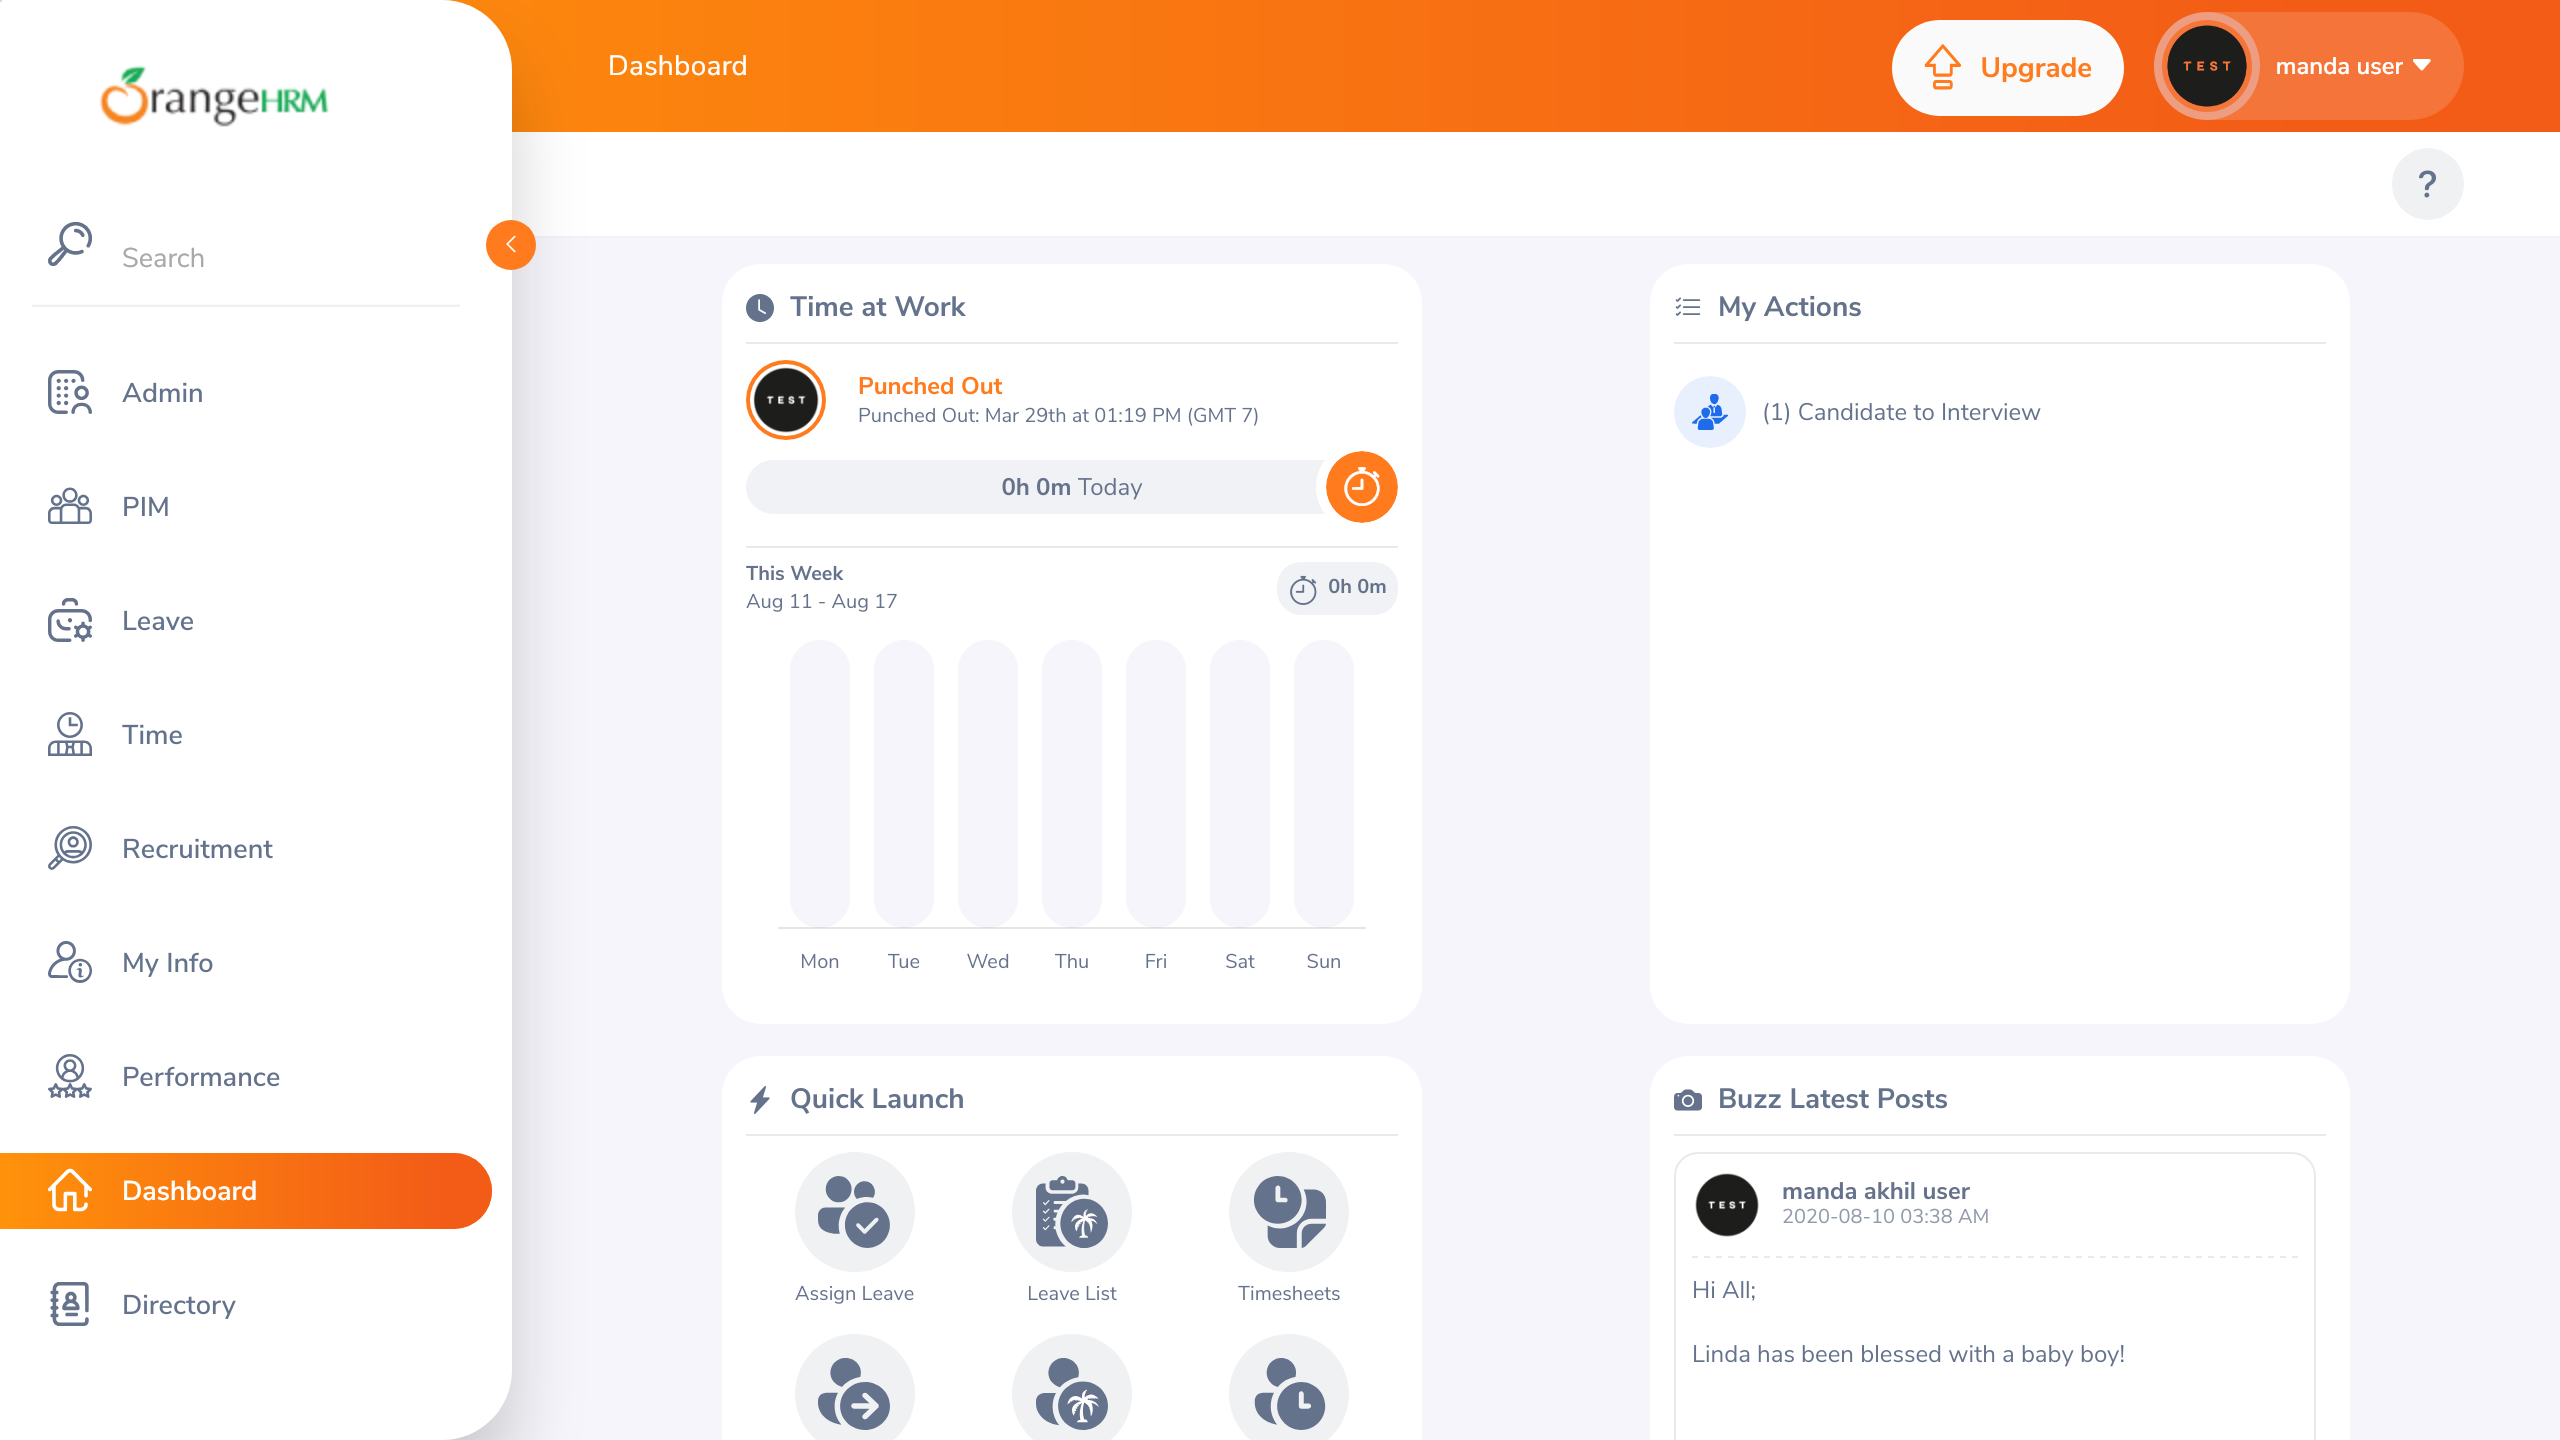 OrangeHRM
Search
Admin
PIM
Leave
Time
Recruitment
My Info
Performance
Dashboard
Directory
Dashboard
Upgrade
TEST
manda user
?
Time at Work
TEST
Punched Out
Punched Out: Mar 29th at 01:19 PM (GMT 7)
0h 0m Today
This Week
Aug 11 - Aug 17
0h 0m
Mon Tue Wed Thu Fri Sat Sun
My Actions
(1) Candidate to Interview
Quick Launch
Assign Leave
Leave List
Timesheets
Buzz Latest Posts
TEST
manda akhil user
2020-08-10 03:38 AM
Hi All;
Linda has been blessed with a baby boy!